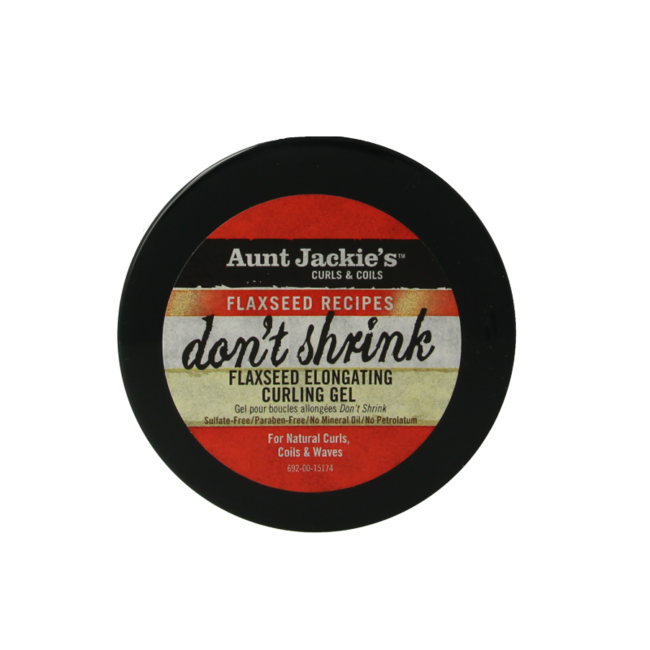 Aunt Jackie's™
CURLS & COILS
FLAXSEED RECIPES
don't shrink
FLAXSEED ELONGATING
CURLING GEL
Gel pour boucles allongées Don't Shrink
Sulfate-Free/Paraben-Free/No Mineral Oil/No Petrolatum
For Natural Curls,
Coils & Waves
692-00-15174